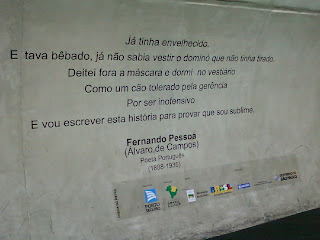 Já tinha envelhecido.
E tava bêbado, já não sabia vestir o dominó que não tinha tirado.
Deitei fora a máscara e dormi no vestiário
Como um cão tolerado pela gerência
Por ser inofensivo
E vou escrever esta história para provar que sou sublime.
Fernando Pessoa
(Álvaro de Campos)
Poeta Português
(1888-1935)
PORTO
SEGURO